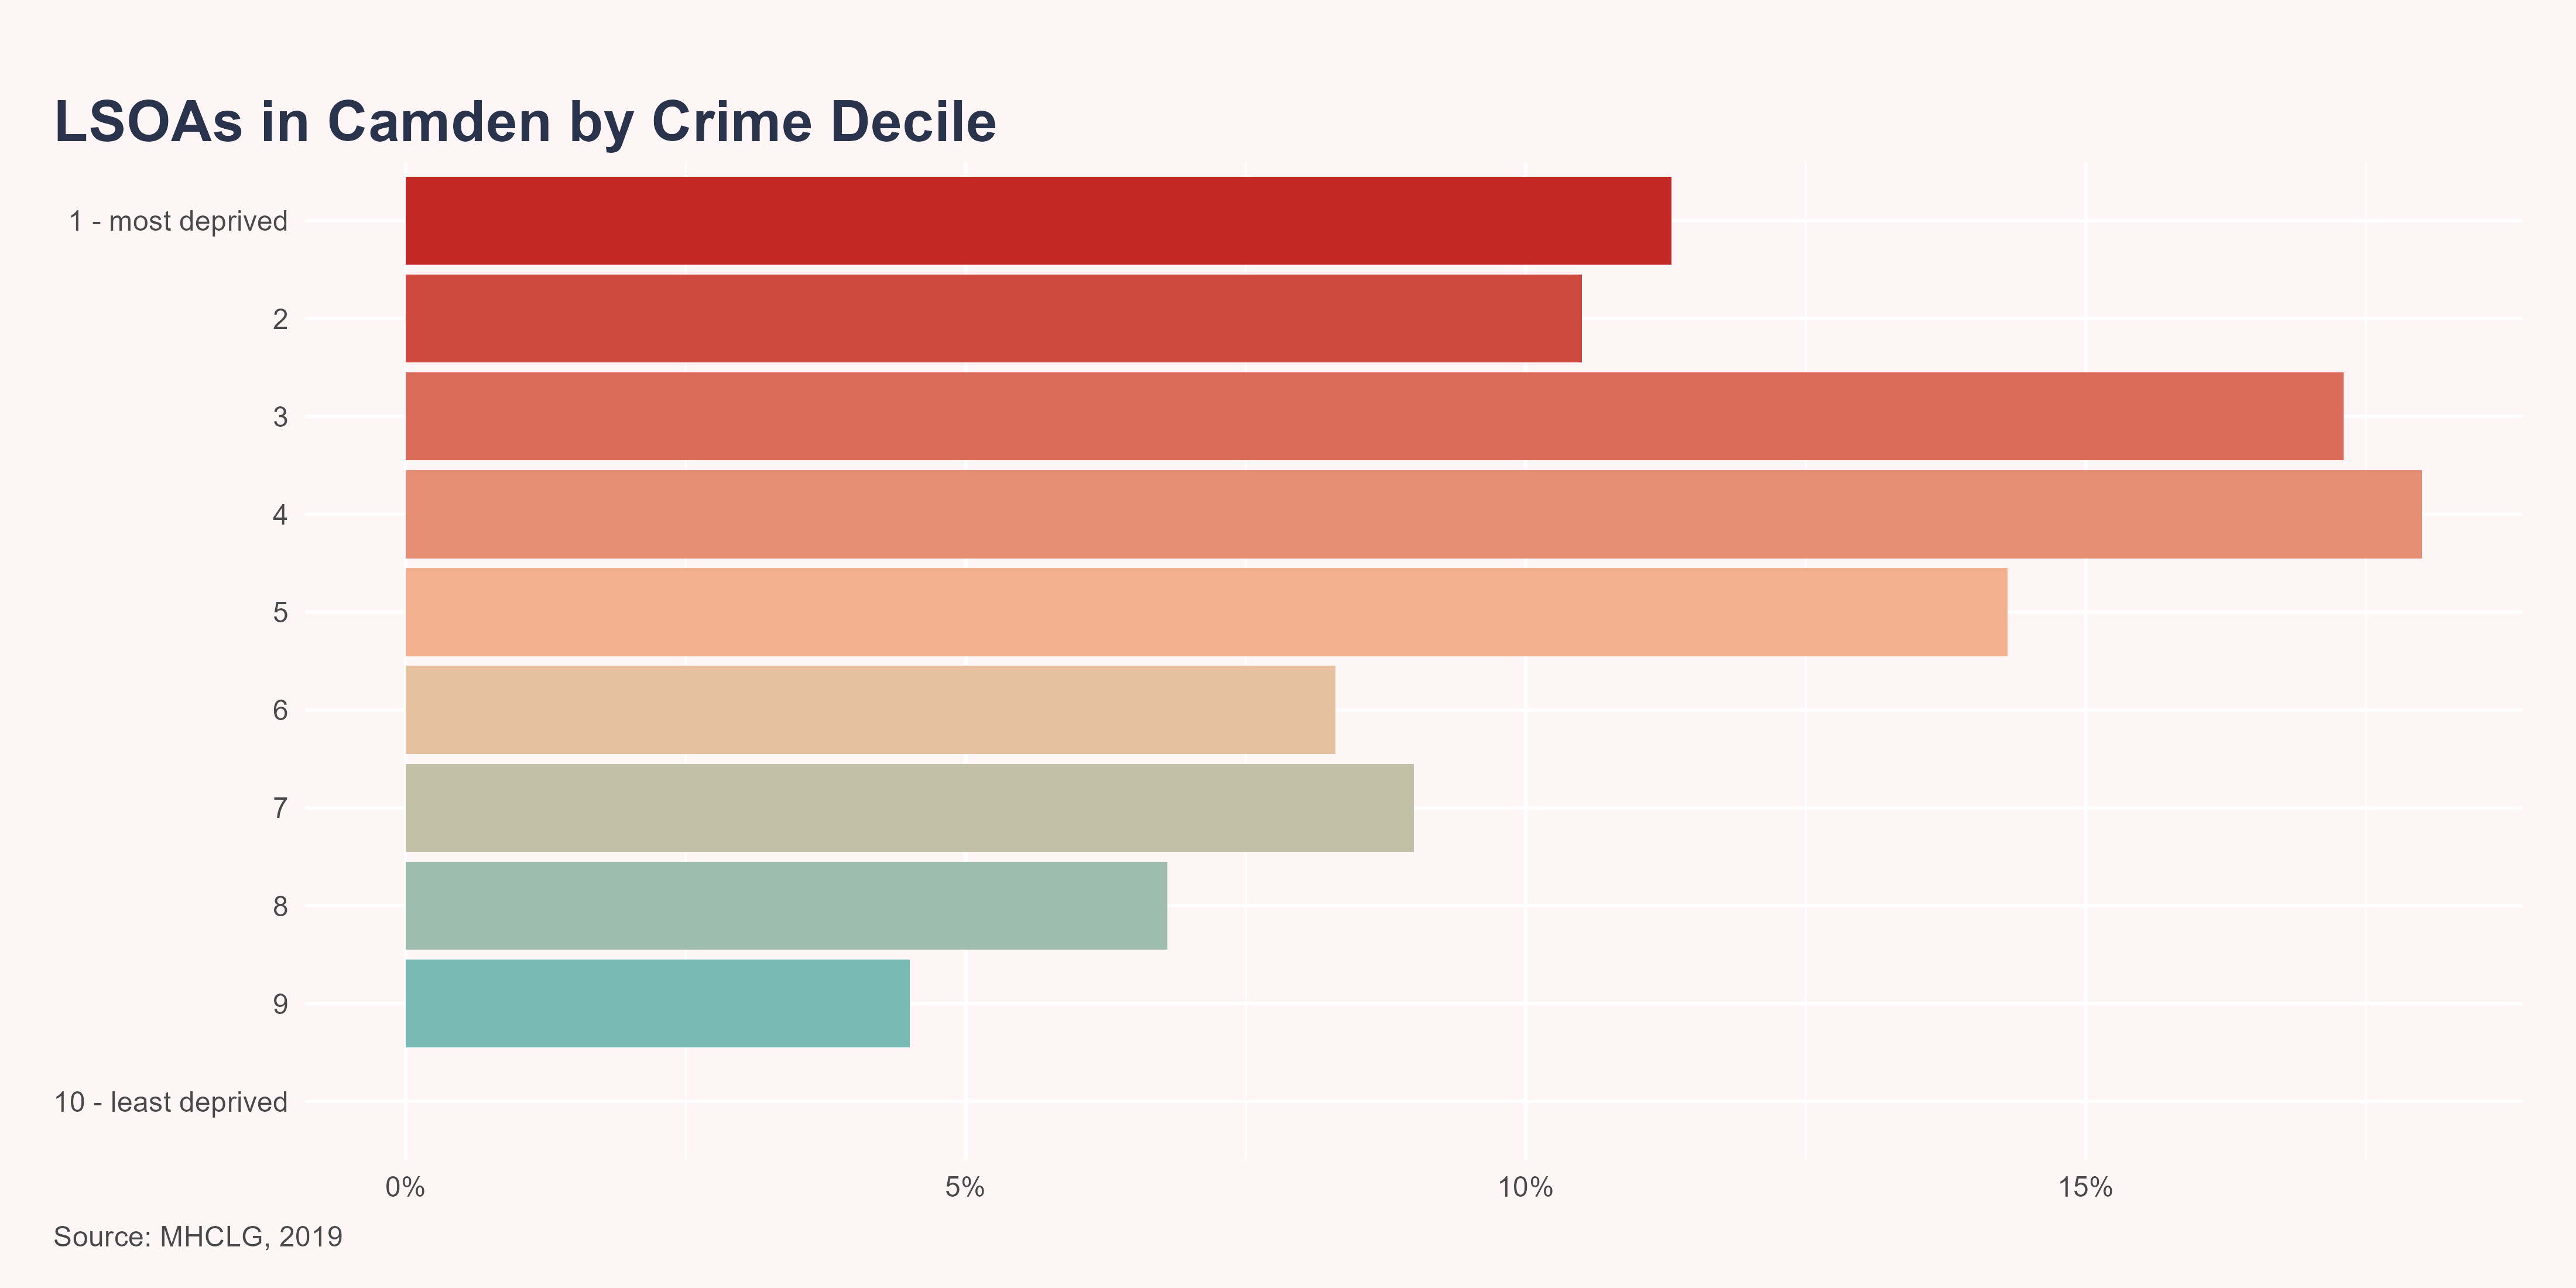 LSOAs in Camden by Crime Decile
1 - most deprived
2
3
4
5
6
7
8
9
10 - least deprived
0% 5% 10% 15%
Source: MHCLG, 2019